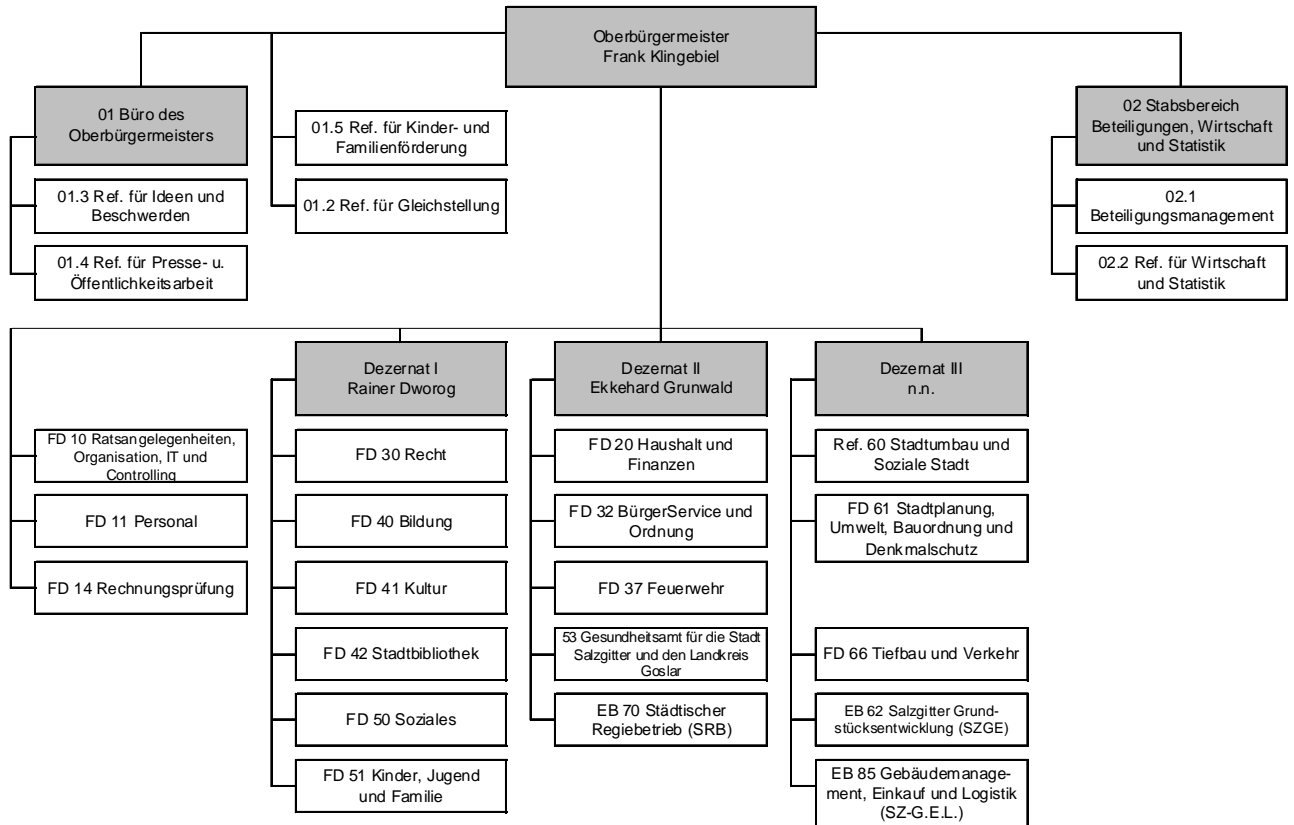 Oberbürgermeister
Frank Klingebiel
01 Büro des
Oberbürgermeisters
01.3 Ref. für Ideen und
Beschwerden
01.4 Ref. für Presse- u.
Öffentlichkeitsarbeit
01.5 Ref. für Kinder- und
Familienförderung
01.2 Ref. für Gleichstellung
02 Stabsbereich
Beteiligungen, Wirtschaft
und Statistik
02.1
Beteiligungsmanagement
02.2 Ref. für Wirtschaft
und Statistik
FD 10 Ratsangelegenheiten,
Organisation, IT und
Controlling
FD 11 Personal
FD 14 Rechnungsprüfung
Dezernat I
Rainer Dworog
FD 30 Recht
FD 40 Bildung
FD 41 Kultur
FD 42 Stadtbibliothek
FD 50 Soziales
FD 51 Kinder, Jugend
und Familie
Dezernat II
Ekkehard Grunwald
FD 20 Haushalt und
Finanzen
FD 32 BürgerService und
Ordnung
FD 37 Feuerwehr
53 Gesundheitsamt für die Stadt
Salzgitter und den Landkreis
Goslar
EB 70 Städtischer
Regiebetrieb (SRB)
Dezernat III
n.n.
Ref. 60 Stadtumbau und
Soziale Stadt
FD 61 Stadtplanung,
Umwelt, Bauordnung und
Denkmalschutz
FD 66 Tiefbau und Verkehr
EB 62 Salzgitter Grund-
stücksentwicklung (SZGE)
EB 85 Gebäudemanage-
ment, Einkauf und Logistik
(SZ-G.E.L.)